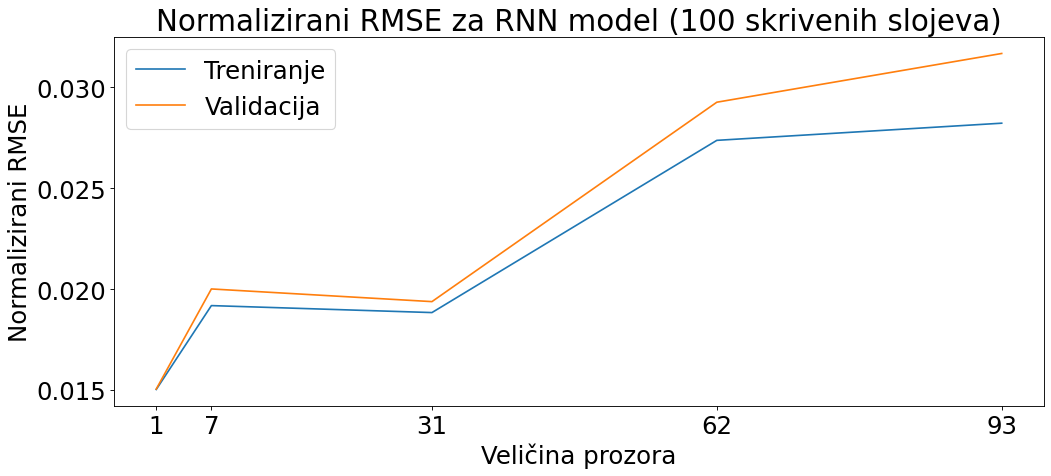 Normalizirani RMSE za RNN model (100 skrivenih slojeva)
Treniranje
Validacija
Normalizirani RMSE
0.030
0.025
0.020
0.015
1 7 31 62 93
Veličina prozora